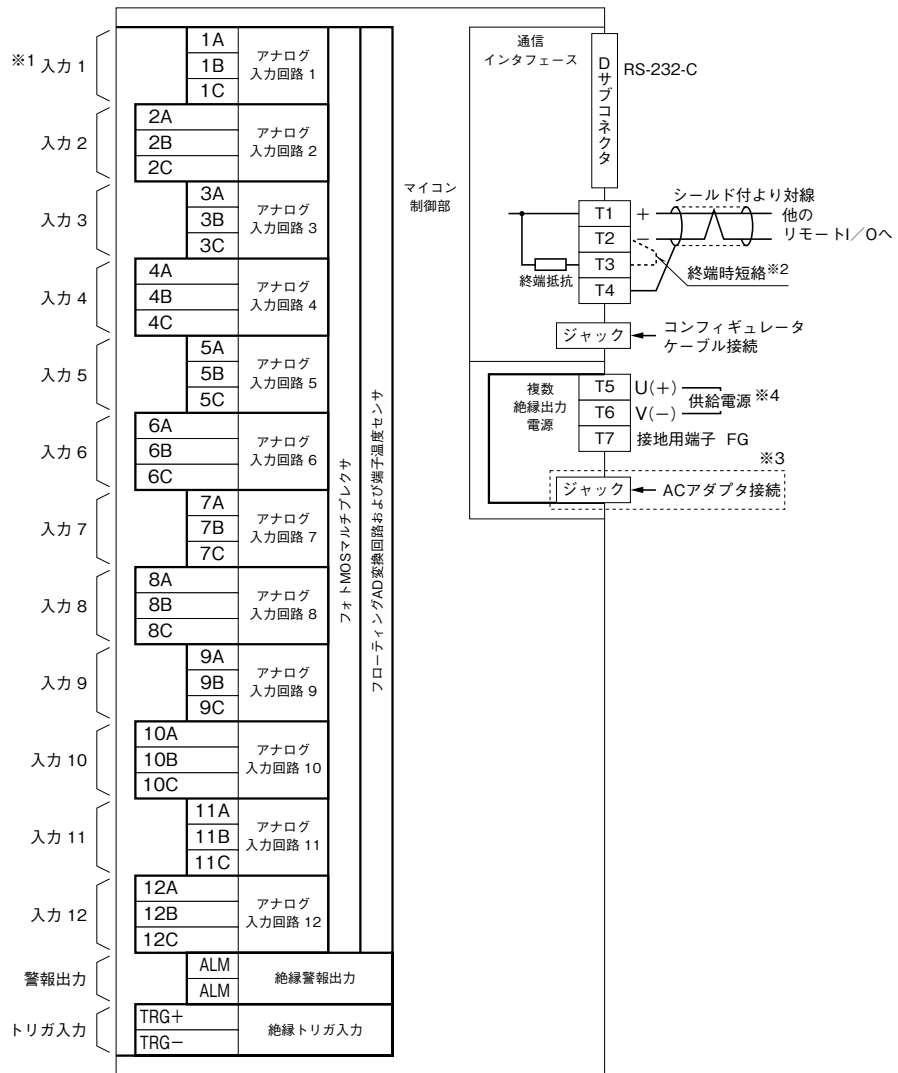 ※1 入力 1
1A
1B
1C
アナログ
入力回路 1
入力 2
2A
2B
2C
アナログ
入力回路 2
入力 3
3A
3B
3C
アナログ
入力回路 3
入力 4
4A
4B
4C
アナログ
入力回路 4
入力 5
5A
5B
5C
アナログ
入力回路 5
入力 6
6A
6B
6C
アナログ
入力回路 6
入力 7
7A
7B
7C
アナログ
入力回路 7
入力 8
8A
8B
8C
アナログ
入力回路 8
入力 9
9A
9B
9C
アナログ
入力回路 9
入力 10
10A
10B
10C
アナログ
入力回路 10
入力 11
11A
11B
11C
アナログ
入力回路 11
入力 12
12A
12B
12C
アナログ
入力回路 12
警報出力
ALM
ALM
絶縁警報出力
トリガ入力
TRG+
TRG−
絶縁トリガ入力
フォトMOSマルチプレクサ
フローティングAD変換回路および端子温度センサ
マイコン
制御部
通信
インタフェース
Dサブコネクタ
RS-232-C
シールド付より対線
T1
+
他の
T2
−
リモートI/Oへ
T3
終端時短絡※2
終端抵抗
T4
ジャック
コンフィギュレータ
ケーブル接続
複数
絶縁出力
電源
T5
U(+)
供給電源 ※4
T6
V(−)
T7
接地用端子 FG
※3
ジャック
ACアダプタ接続